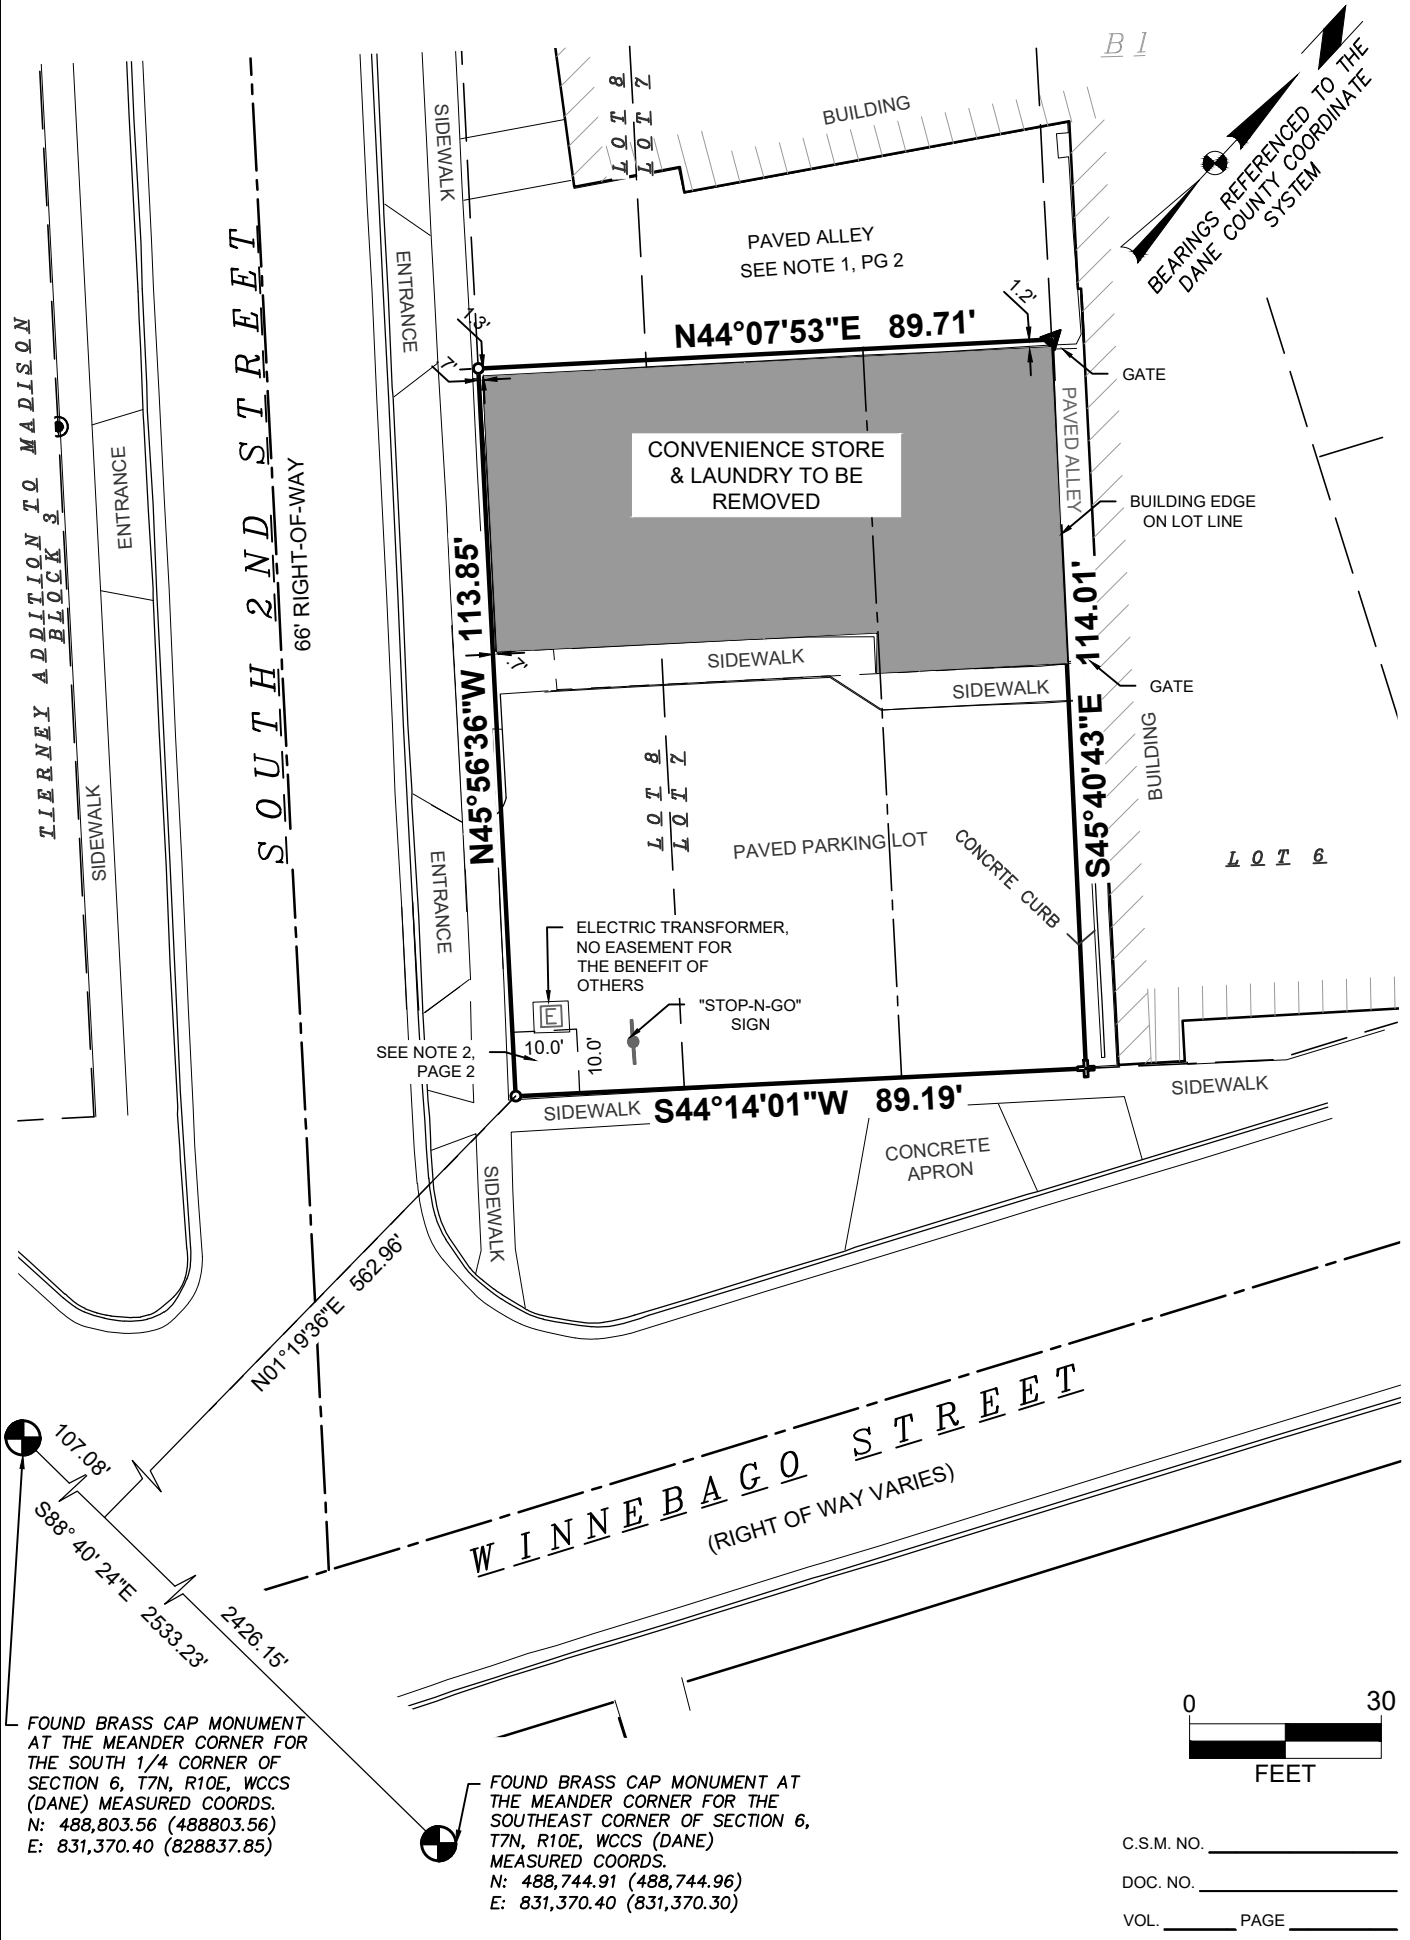 B 1
BEARINGS REFERENCED TO THE
DANE COUNTY COORDINATE
SYSTEM
LOT 8
LOT 7
BUILDING
SIDEWALK
PAVED ALLEY
SEE NOTE 1, PG 2
ENTRANCE
1.3'
.7'
N44°07'53"E 89.71'
1.2'
GATE
PAVED ALLEY
CONVENIENCE STORE
& LAUNDRY TO BE
REMOVED
BUILDING EDGE
ON LOT LINE
TIERNEY ADDITION TO MADISON
BLOCK 3
ENTRANCE
SIDEWALK
SOUTH 2ND STREET
66' RIGHT-OF-WAY
N45°56'36"W 113.85'
S45°40'43"E 114.01'
.7'
SIDEWALK
SIDEWALK
GATE
BUILDING
LOT 8
LOT 7
PAVED PARKING LOT
CONCRTE CURB
LOT 6
ENTRANCE
ELECTRIC TRANSFORMER,
NO EASEMENT FOR
THE BENEFIT OF
OTHERS
E
"STOP-N-GO"
SIGN
SEE NOTE 2,
PAGE 2
10.0'
10.0'
SIDEWALK
S44°14'01"W 89.19'
SIDEWALK
CONCRETE
APRON
SIDEWALK
N01°19'36"E 562.96'
107.08'
S88° 40' 24"E 2533.23'
2426.15'
WINNEBAGO STREET
(RIGHT OF WAY VARIES)
FOUND BRASS CAP MONUMENT
AT THE MEANDER CORNER FOR
THE SOUTH 1/4 CORNER OF
SECTION 6, T7N, R10E, WCCS
(DANE) MEASURED COORDS.
N: 488,803.56 (488803.56)
E: 831,370.40 (828837.85)
FOUND BRASS CAP MONUMENT AT
THE MEANDER CORNER FOR THE
SOUTHEAST CORNER OF SECTION 6,
T7N, R10E, WCCS (DANE)
MEASURED COORDS.
N: 488,744.91 (488,744.96)
E: 831,370.40 (831,370.30)
0 30
FEET
C.S.M. NO.
DOC. NO.
VOL. PAGE